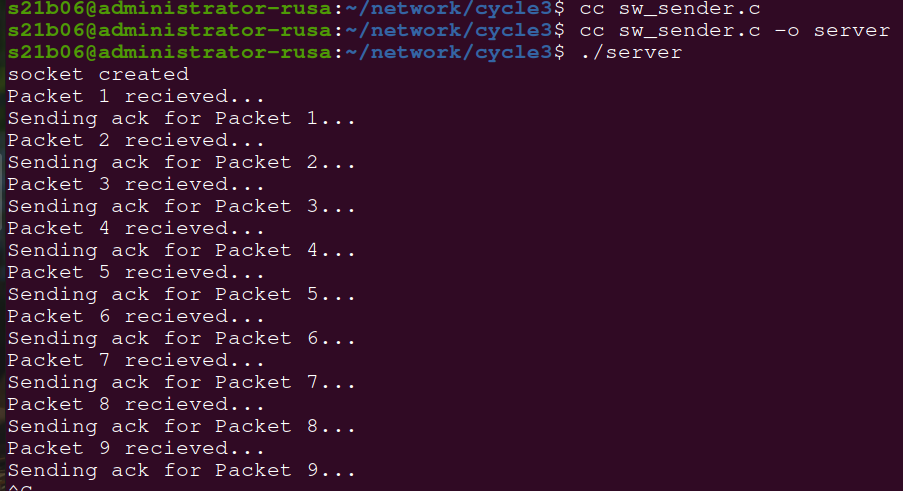 s21b06@administrator-rusa:~/network/cycle3$ cc sw_sender.c
s21b06@administrator-rusa:~/network/cycle3$ cc sw_sender.c -o server
s21b06@administrator-rusa:~/network/cycle3$ ./server
socket created
Packet 1 recieved...
Sending ack for Packet 1...
Packet 2 recieved...
Sending ack for Packet 2...
Packet 3 recieved...
Sending ack for Packet 3...
Packet 4 recieved...
Sending ack for Packet 4...
Packet 5 recieved...
Sending ack for Packet 5...
Packet 6 recieved...
Sending ack for Packet 6...
Packet 7 recieved...
Sending ack for Packet 7...
Packet 8 recieved...
Sending ack for Packet 8...
Packet 9 recieved...
Sending ack for Packet 9...